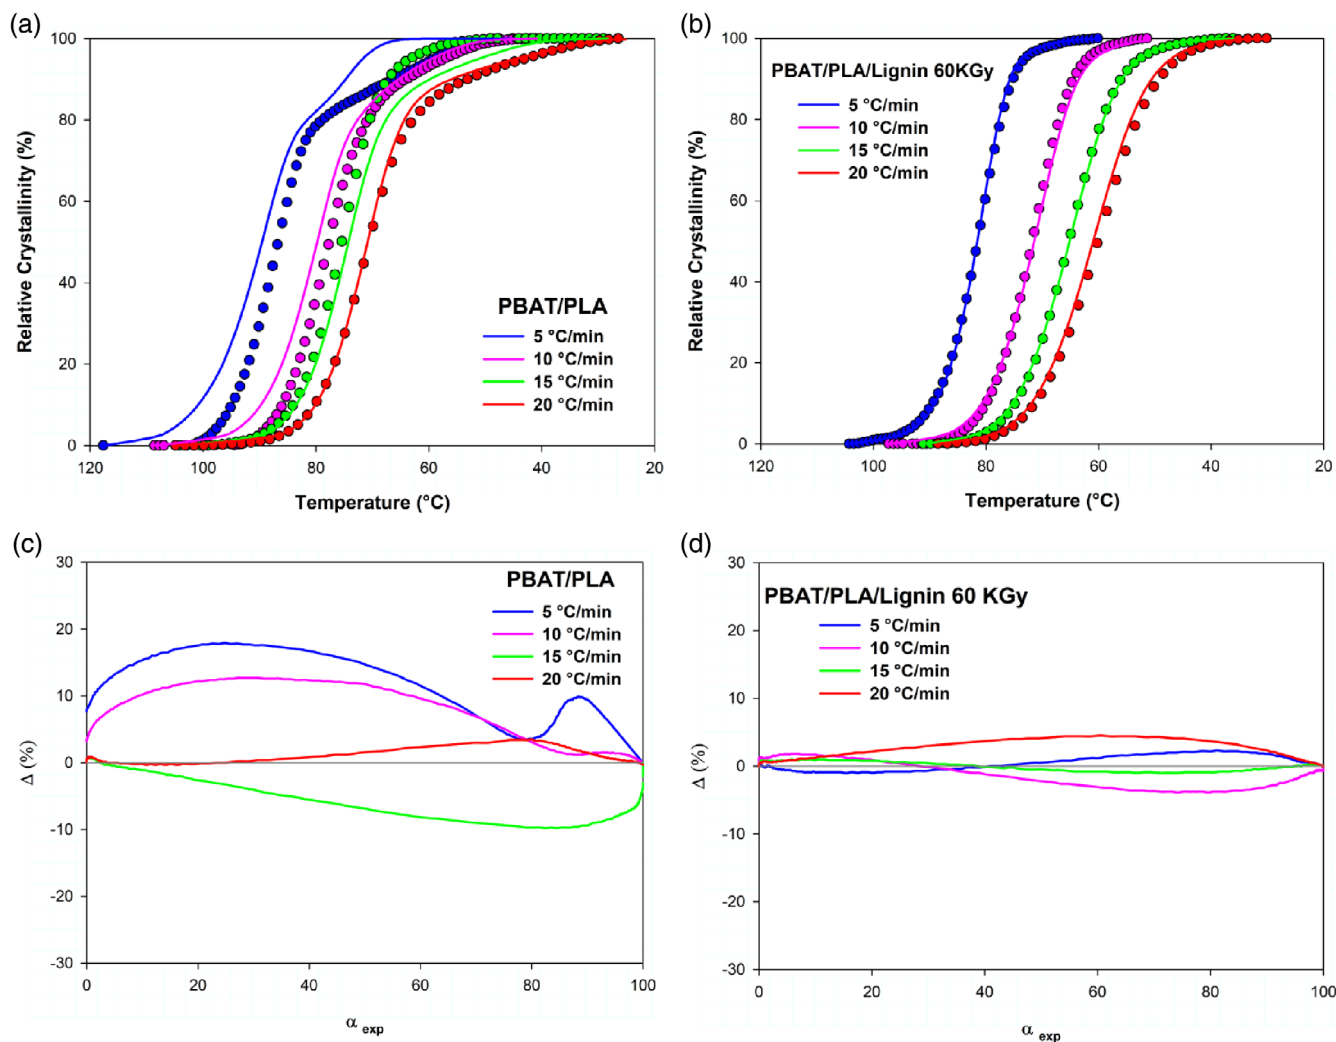 (a)
100
80
60
40
20
0
120
100
80
60
40
20
Relative Crystallinity (%)
Temperature (°C)
PBAT/PLA
5 °C/min
10 °C/min
15 °C/min
20 °C/min
(b)
100
80
60
40
20
0
120
100
80
60
40
20
Relative Crystallinity (%)
Temperature (°C)
PBAT/PLA/Lignin 60KGy
5 °C/min
10 °C/min
15 °C/min
20 °C/min
(c)
30
20
10
0
-10
-20
-30
0
20
40
60
80
100
Δ (%)
α exp
PBAT/PLA
5 °C/min
10 °C/min
15 °C/min
20 °C/min
(d)
30
20
10
0
-10
-20
-30
0
20
40
60
80
100
Δ (%)
α exp
PBAT/PLA/Lignin 60 KGy
5 °C/min
10 °C/min
15 °C/min
20 °C/min